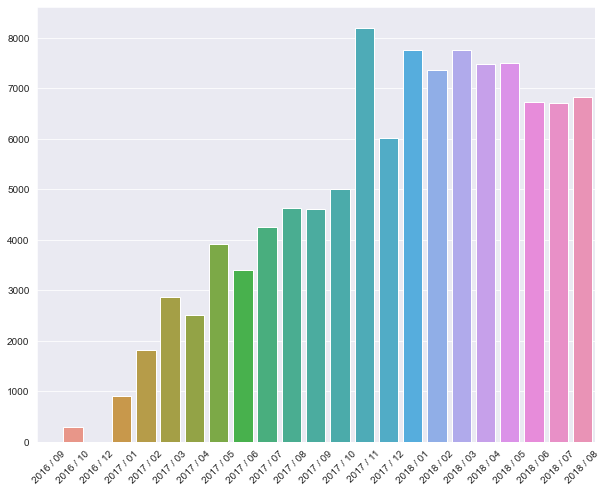 8000
7000
6000
5000
4000
3000
2000
1000
0
2016 / 09
2016 / 10
2016 / 12
2017 / 01
2017 / 02
2017 / 03
2017 / 04
2017 / 05
2017 / 06
2017 / 07
2017 / 08
2017 / 09
2017 / 10
2017 / 11
2017 / 12
2018 / 01
2018 / 02
2018 / 03
2018 / 04
2018 / 05
2018 / 06
2018 / 07
2018 / 08